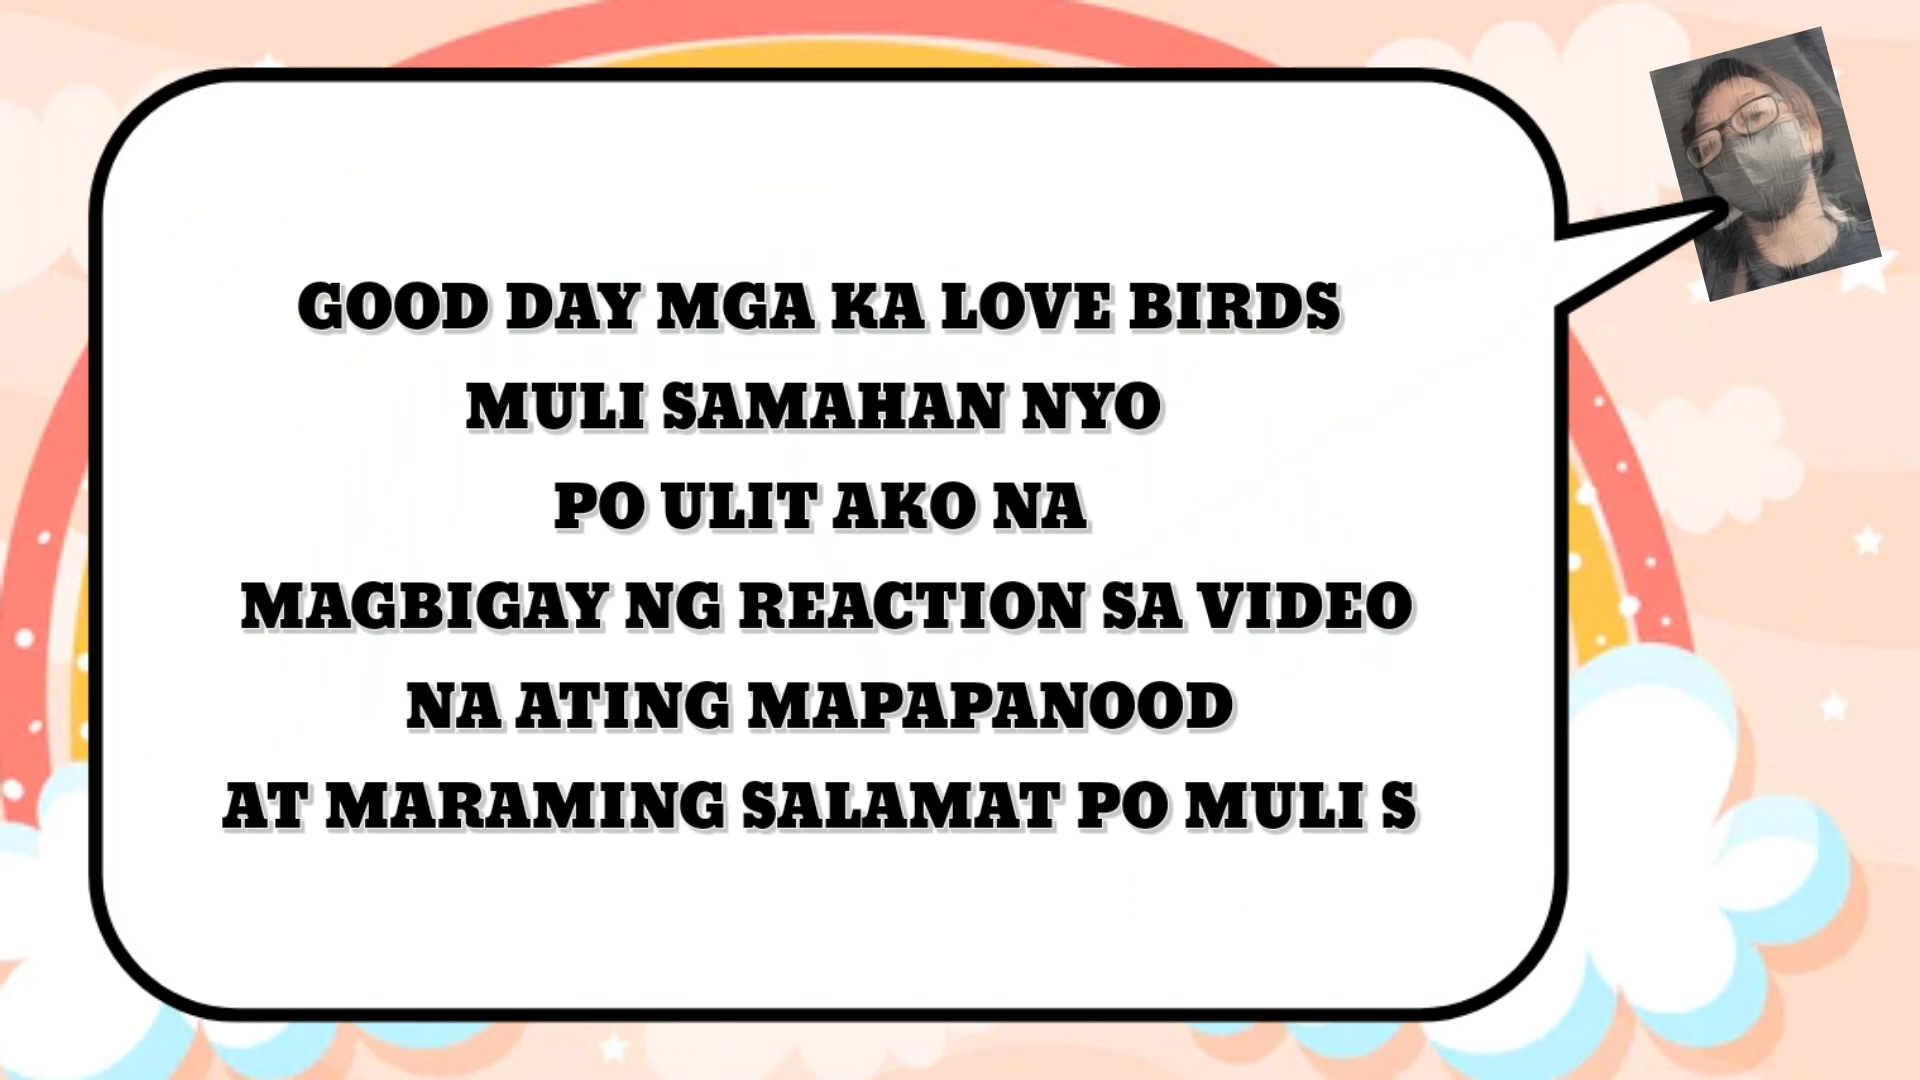 GOOD DAY MGA KA LOVE BIRDS
MULI SAMAHAN NYO
PO ULIT AKO NA
MAGBIGAY NG REACTION SA VIDEO
NA ATING MAPAPANOOD
AT MARAMING SALAMAT PO MULI S